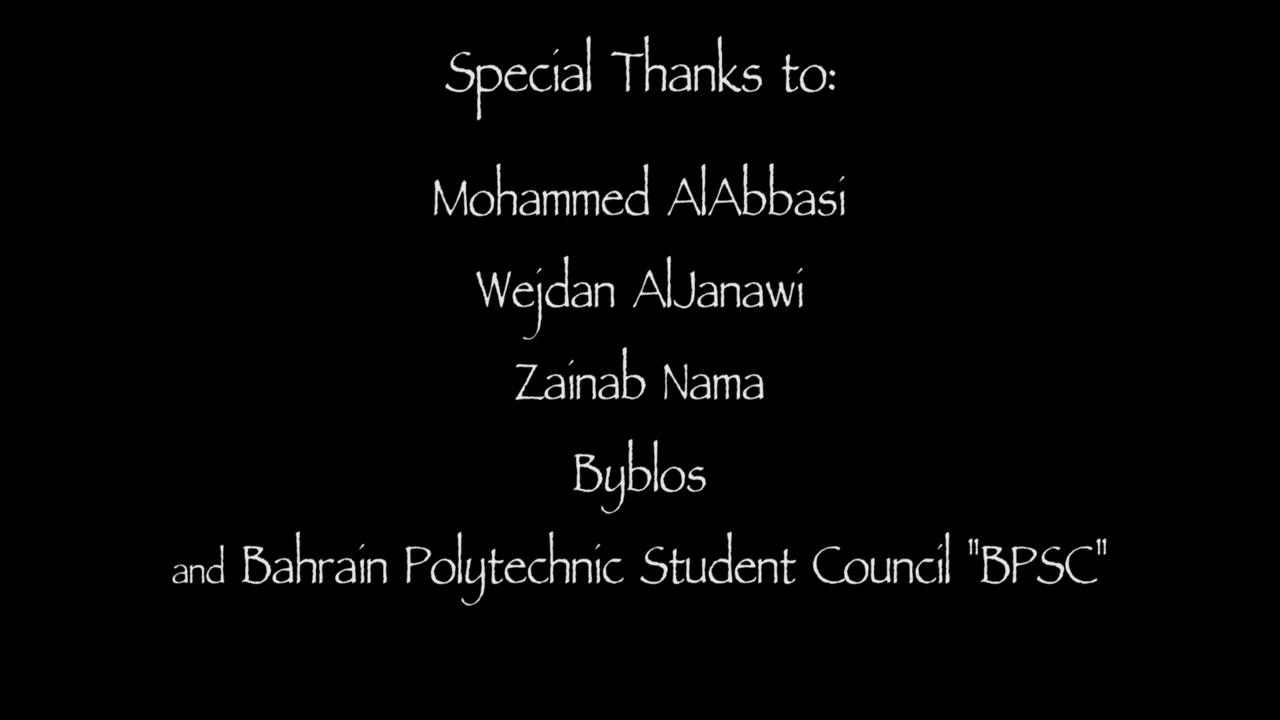 Special Thanks to:
Mohammed AlAbbasi
Wejdan AlJanawi
Zainab Nama
Byblos
and Bahrain Polytechnic Student Council "BPSC"